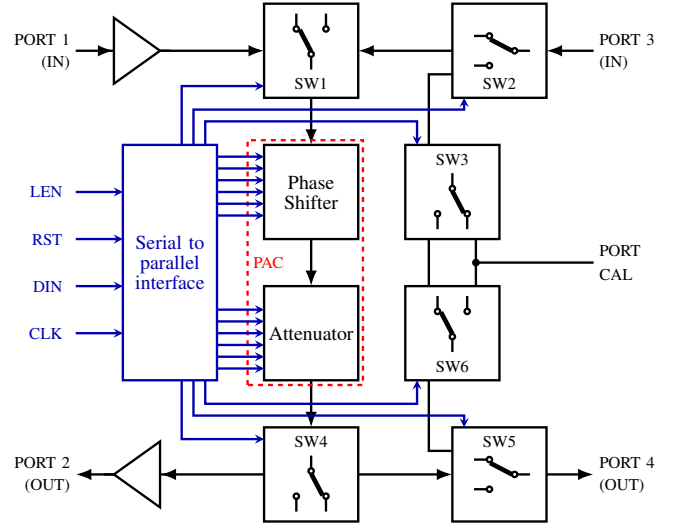 PORT 1
(IN)
SW1
SW2
PORT 3
(IN)
LEN
RST
DIN
CLK
Serial to
parallel
interface
Phase
Shifter
PAC
Attenuator
SW3
PORT
CAL
SW6
PORT 2
(OUT)
SW4
SW5
PORT 4
(OUT)